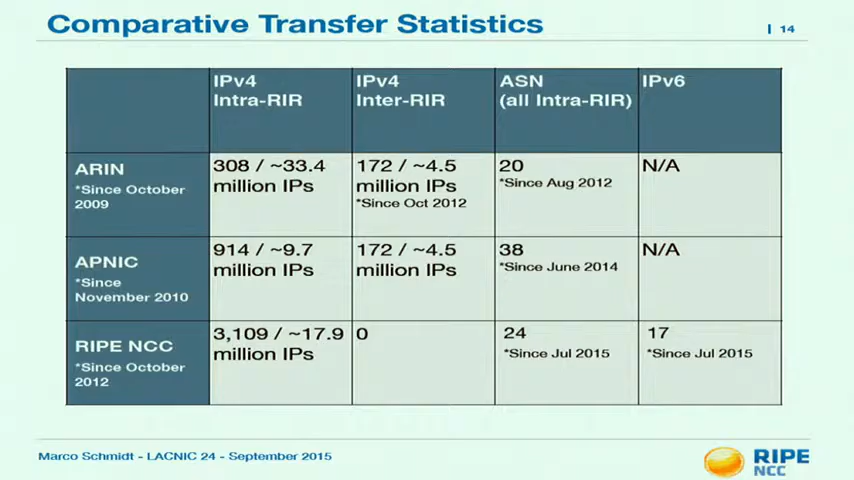 Comparative Transfer Statistics
| 14
IPv4
Intra-RIR
IPv4
Inter-RIR
ASN
(all Intra-RIR)
IPv6
ARIN
*Since October
2009
308 / ~33.4
million IPs
172 / ~4.5
million IPs
*Since Oct 2012
20
*Since Aug 2012
N/A
APNIC
*Since
November 2010
914 / ~9.7
million IPs
172 / ~4.5
million IPs
38
*Since June 2014
N/A
RIPE NCC
*Since October
2012
3,109 / ~17.9
million IPs
0
24
*Since Jul 2015
17
*Since Jul 2015
Marco Schmidt - LACNIC 24 - September 2015
RIPE
NCC